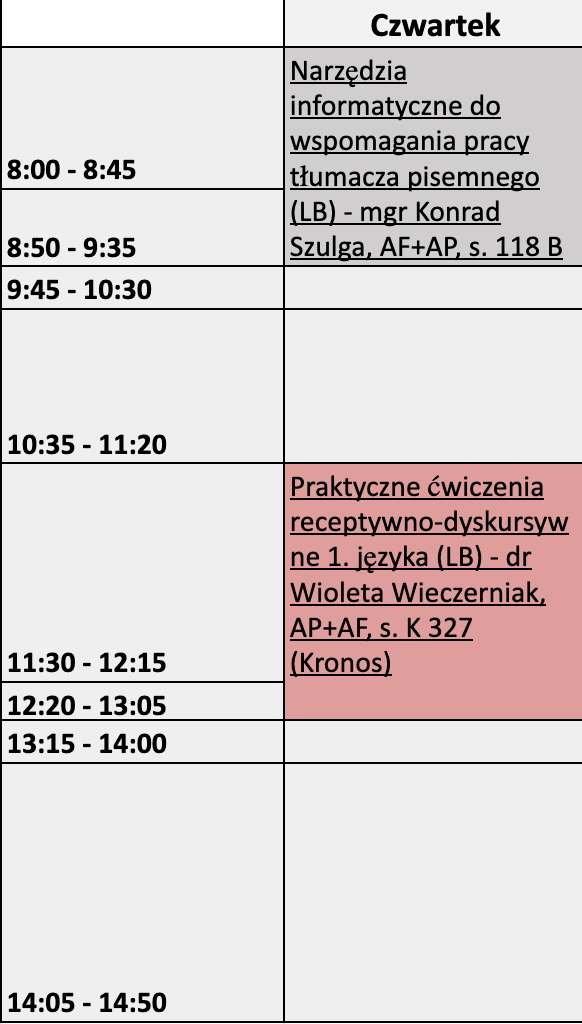 Czwartek
Narzędzia
informatyczne do
wspomagania pracy
tłumacza pisemnego
(LB) - mgr Konrad
Szulga, AF+AP, s. 118 B
8:00 - 8:45
8:50 - 9:35
9:45 - 10:30
10:35 - 11:20
Praktyczne ćwiczenia
receptywno-dyskursyw
ne 1. języka (LB) - dr
Wioleta Wieczerniak,
AP+AF, s. K 327
(Kronos)
11:30 - 12:15
12:20 - 13:05
13:15 - 14:00
14:05 - 14:50